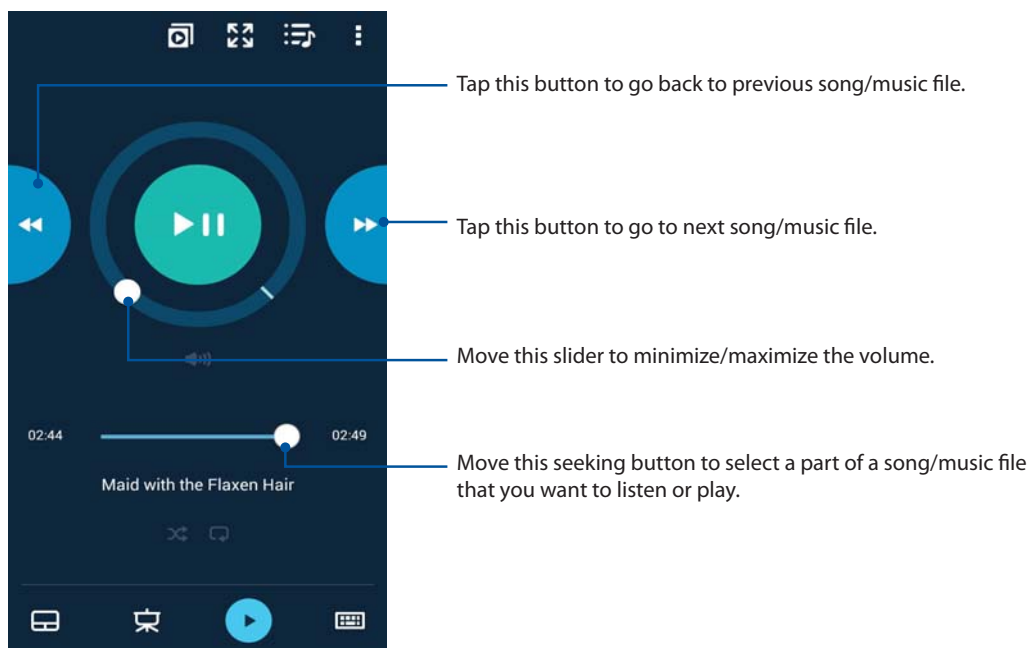 Tap this button to go back to previous song/music file.
Tap this button to go to next song/music file.
Move this slider to minimize/maximize the volume.
02:44
02:49
Move this seeking button to select a part of a song/music file
that you want to listen or play.
Maid with the Flaxen Hair